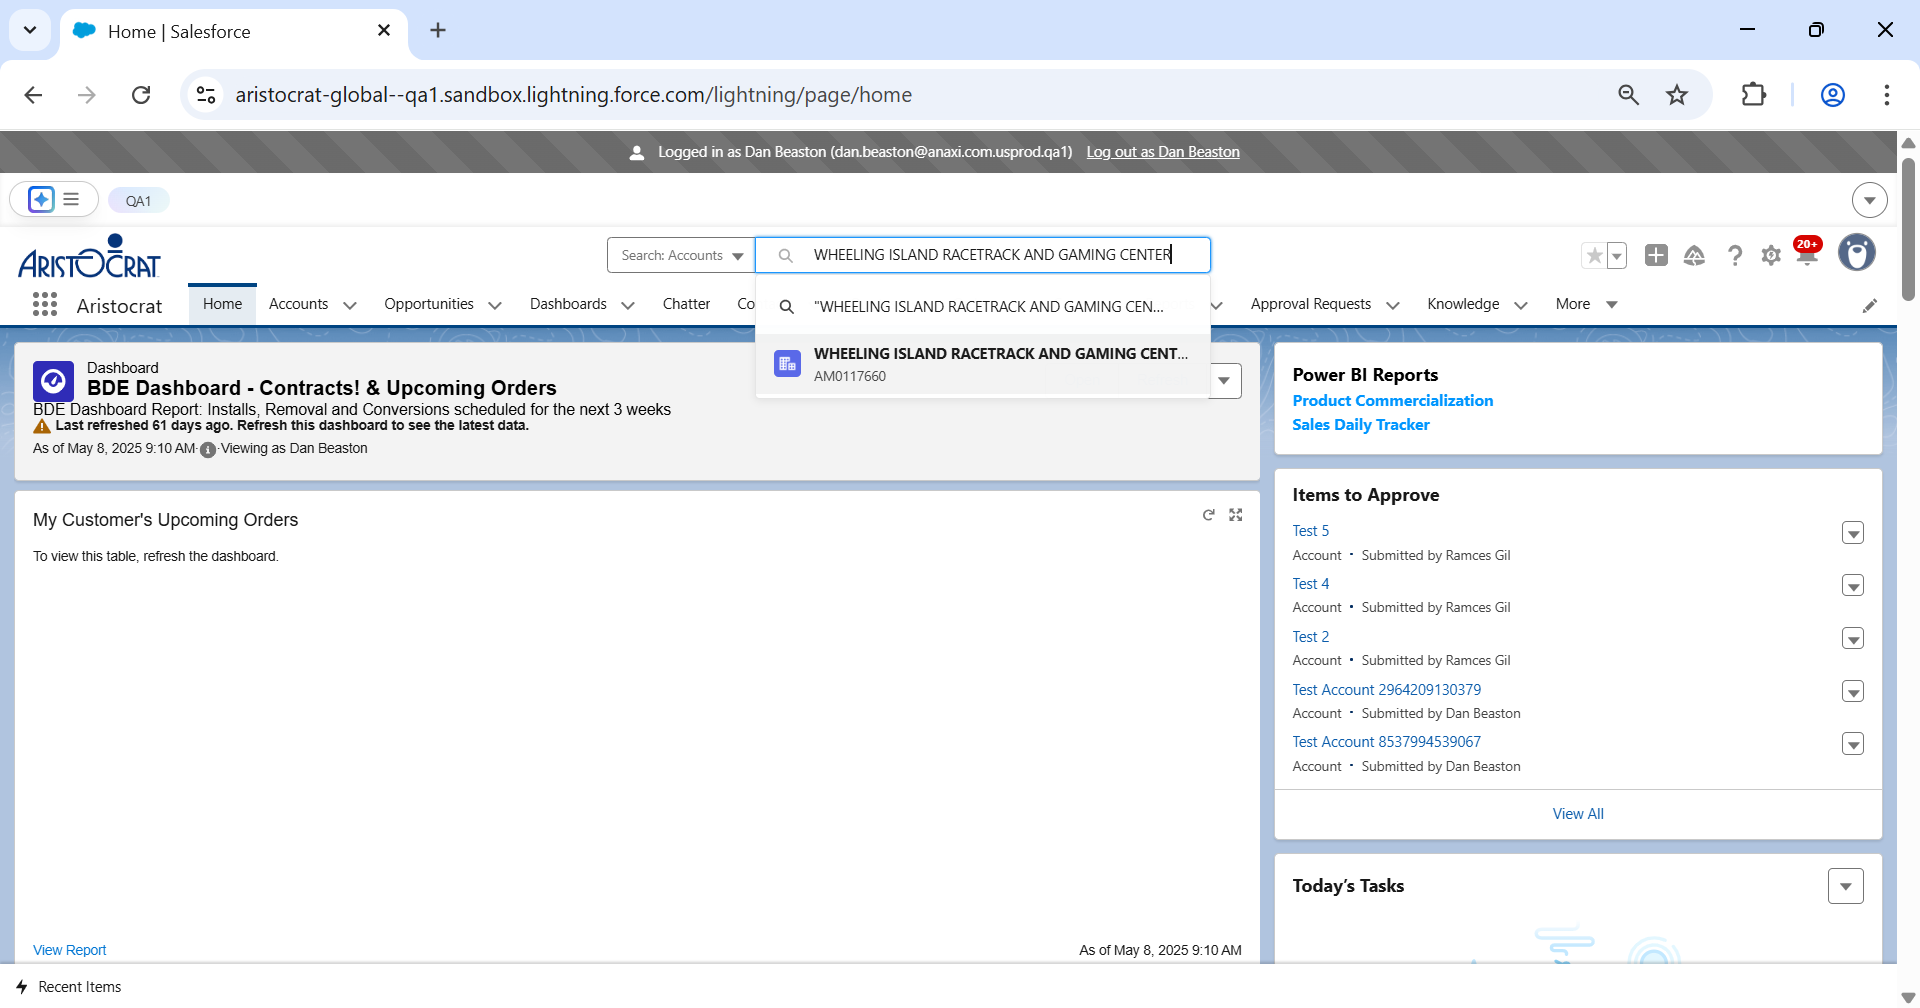 Home | Salesforce
aristocrat-global--qa1.sandbox.lightning.force.com/lightning/page/home
Logged in as Dan Beaston (dan.beaston@anaxi.com.usprod.qa1) Log out as Dan Beaston
QA1
ARISTOCRAT
Search: Accounts
WHEELING ISLAND RACETRACK AND GAMING CENTER
20+
Aristocrat
Home
Accounts
Opportunities
Dashboards
Chatter
Co
Approval Requests
Knowledge
More
"WHEELING ISLAND RACETRACK AND GAMING CEN...
WHEELING ISLAND RACETRACK AND GAMING CENT...
AM0117660
Dashboard
BDE Dashboard - Contracts! & Upcoming Orders
BDE Dashboard Report: Installs, Removal and Conversions scheduled for the next 3 weeks
Last refreshed 61 days ago. Refresh this dashboard to see the latest data.
As of May 8, 2025 9:10 AM·Viewing as Dan Beaston
My Customer's Upcoming Orders
To view this table, refresh the dashboard.
View Report
As of May 8, 2025 9:10 AM
Power BI Reports
Product Commercialization
Sales Daily Tracker
Items to Approve
Test 5
Account • Submitted by Ramces Gil
Test 4
Account • Submitted by Ramces Gil
Test 2
Account • Submitted by Ramces Gil
Test Account 2964209130379
Account • Submitted by Dan Beaston
Test Account 8537994539067
Account • Submitted by Dan Beaston
View All
Today's Tasks
Recent Items